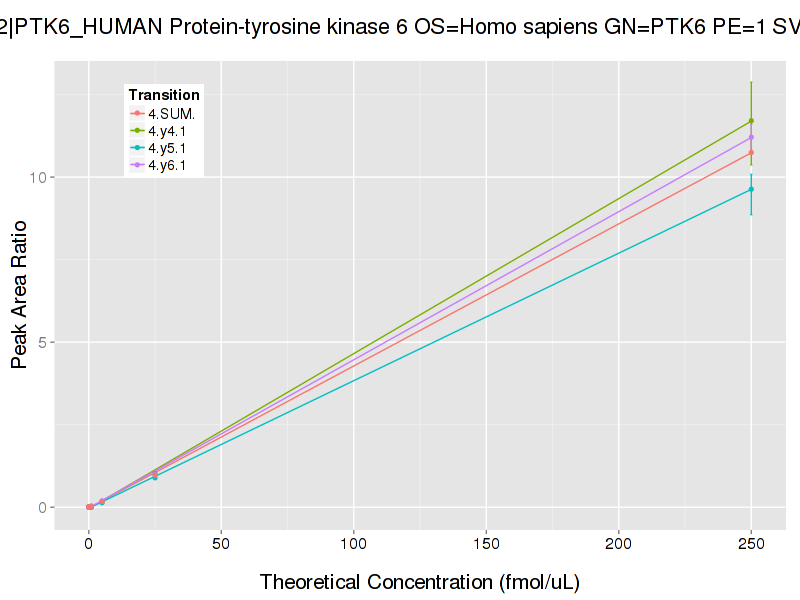 2|PTK6_HUMAN Protein-tyrosine kinase 6 OS=Homo sapiens GN=PTK6 PE=1 SV
Transition
4.SUM.
4.y4.1
4.y5.1
4.y6.1
10
5
0
Peak Area Ratio
0 50 100 150 200 250
Theoretical Concentration (fmol/uL)